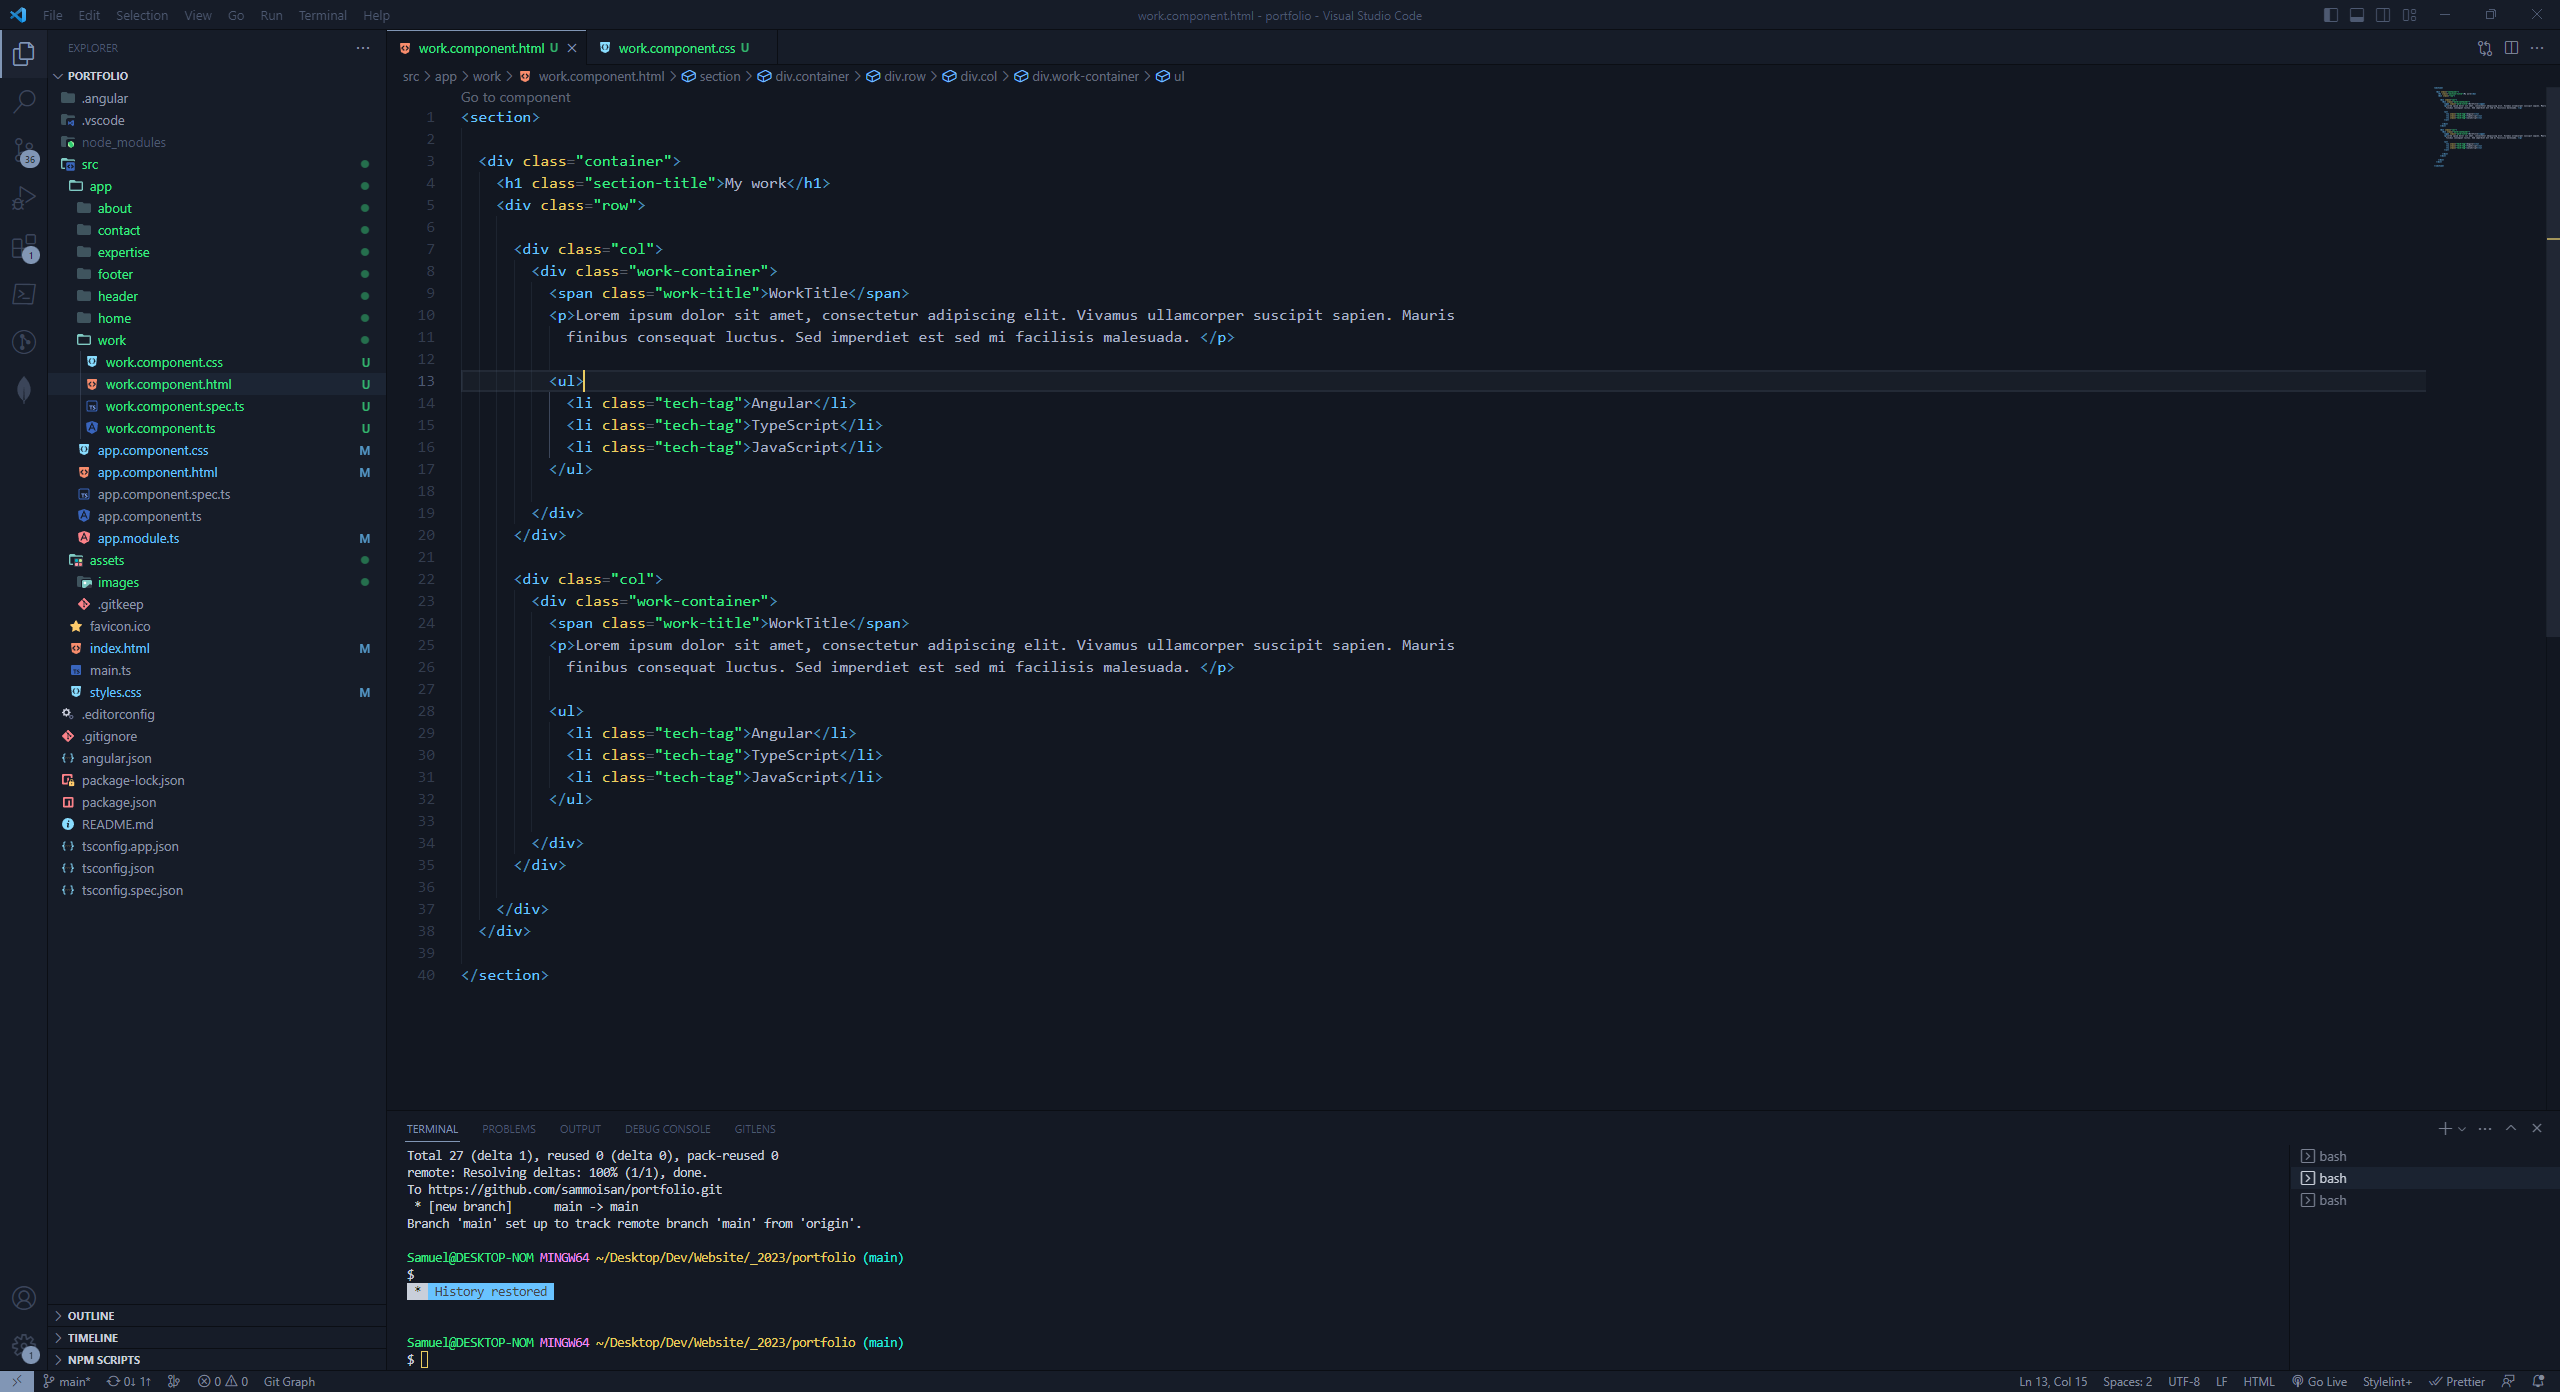 File Edit Selection View Go Run Terminal Help
work.component.html - portfolio - Visual Studio Code
EXPLORER
PORTFOLIO
.angular
.vscode
node_modules
src
app
about
contact
expertise
footer
header
home
work
work.component.css U
work.component.html U
work.component.spec.ts U
work.component.ts U
app.component.css M
app.component.html M
app.component.spec.ts
app.component.ts
app.module.ts M
assets
images
.gitkeep
favicon.ico
index.html M
main.ts
styles.css M
.editorconfig
.gitignore
angular.json
package-lock.json
package.json
README.md
tsconfig.app.json
tsconfig.json
tsconfig.spec.json
OUTLINE
TIMELINE
NPM SCRIPTS
36
1
1
work.component.html U
work.component.css U
src > app > work > work.component.html > section > div.container > div.row > div.col > div.work-container > ul
Go to component
1 <section>
2
3 <div class="container">
4 <h1 class="section-title">My work</h1>
5 <div class="row">
6
7 <div class="col">
8 <div class="work-container">
9 <span class="work-title">WorkTitle</span>
10 <p>Lorem ipsum dolor sit amet, consectetur adipiscing elit. Vivamus ullamcorper suscipit sapien. Mauris
11 finibus consequat luctus. Sed imperdiet est sed mi facilisis malesuada. </p>
12
13 <ul>
14 <li class="tech-tag">Angular</li>
15 <li class="tech-tag">TypeScript</li>
16 <li class="tech-tag">JavaScript</li>
17 </ul>
18
19 </div>
20 </div>
21
22 <div class="col">
23 <div class="work-container">
24 <span class="work-title">WorkTitle</span>
25 <p>Lorem ipsum dolor sit amet, consectetur adipiscing elit. Vivamus ullamcorper suscipit sapien. Mauris
26 finibus consequat luctus. Sed imperdiet est sed mi facilisis malesuada. </p>
27
28 <ul>
29 <li class="tech-tag">Angular</li>
30 <li class="tech-tag">TypeScript</li>
31 <li class="tech-tag">JavaScript</li>
32 </ul>
33
34 </div>
35 </div>
36
37 </div>
38 </div>
39
40 </section>
TERMINAL PROBLEMS OUTPUT DEBUG CONSOLE GITLENS
Total 27 (delta 1), reused 0 (delta 0), pack-reused 0
remote: Resolving deltas: 100% (1/1), done.
To https://github.com/sammoisan/portfolio.git
* [new branch] main -> main
Branch 'main' set up to track remote branch 'main' from 'origin'.
Samuel@DESKTOP-NOM MINGW64 ~/Desktop/Dev/Website/_2023/portfolio (main)
$
* History restored
Samuel@DESKTOP-NOM MINGW64 ~/Desktop/Dev/Website/_2023/portfolio (main)
$
bash
bash
bash
main* 0↓ 1↑ 0 0 Git Graph
Ln 13, Col 15 Spaces: 2 UTF-8 LF HTML Go Live Stylelint+ Prettier